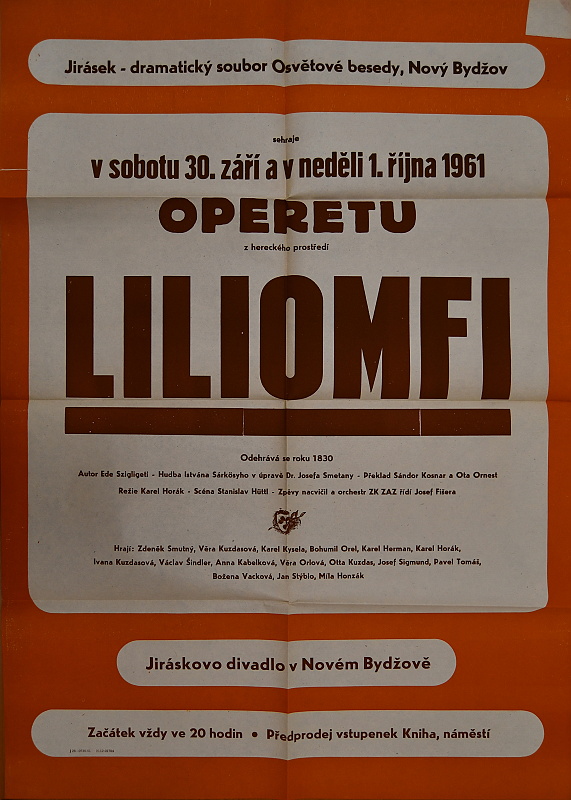 Jirásek - dramatický soubor Osvětové besedy, Nový Bydžov
sehraje
v sobotu 30. září a v neděli 1. října 1961
OPERETU
z hereckého prostředí
LILIOMFI
Odehrává se roku 1830
Autor Ede Szigligeti - Hudba Istvána Sárkösyho v úpravě Dr. Josefa Smetany - Překlad Sándor Kosnar a Ota Ornest
Režie Karel Horák - Scéna Stanislav Hüttl - Zpěvy nacvičil a orchestr ZK ZAZ řídí Josef Fišera
Hrají: Zdeněk Smutný, Věra Kuzdasová, Karel Kysela, Bohumil Orel, Karel Herman, Karel Horák,
Ivana Kuzdasová, Václav Šindler, Anna Kabelková, Věra Orlová, Otta Kuzdas, Josef Sigmund, Pavel Tomáš,
Božena Vacková, Jan Stýblo, Míla Honzák
Jiráskovo divadlo v Novém Bydžově
Začátek vždy ve 20 hodin • Předprodej vstupenek Kniha, náměstí